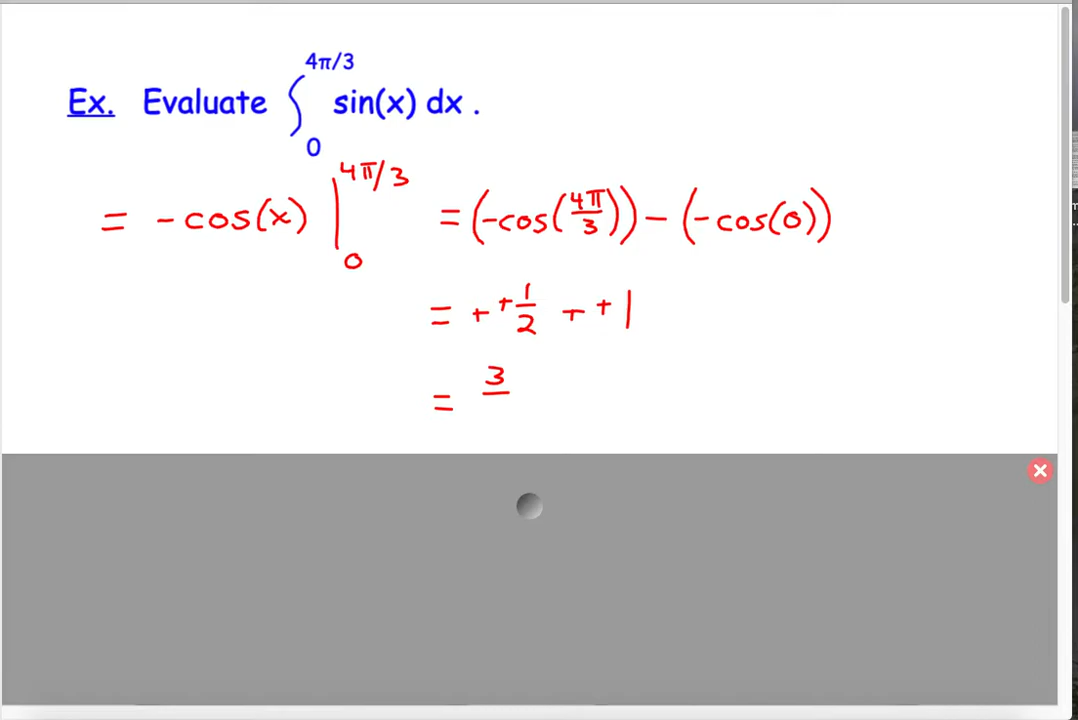 Ex. Evaluate ∫₀^{4π/3} sin(x) dx .
= -cos(x) |₀^{4π/3} = (-cos(4π/3)) - (-cos(0))
= + +1/2 + +1
= 3